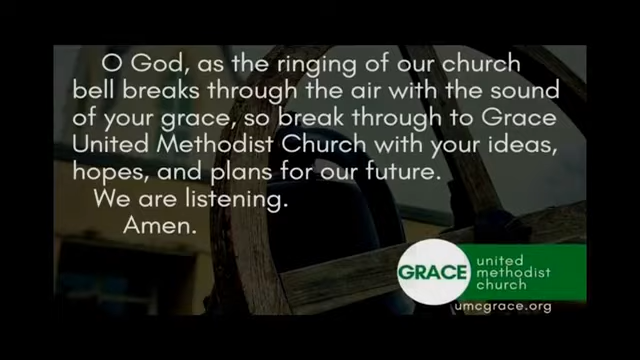 O God, as the ringing of our church
bell breaks through the air with the sound
of your grace, so break through to Grace
United Methodist Church with your ideas,
hopes, and plans for our future.
We are listening.
Amen.
GRACE
united
methodist
church
umcgrace.org